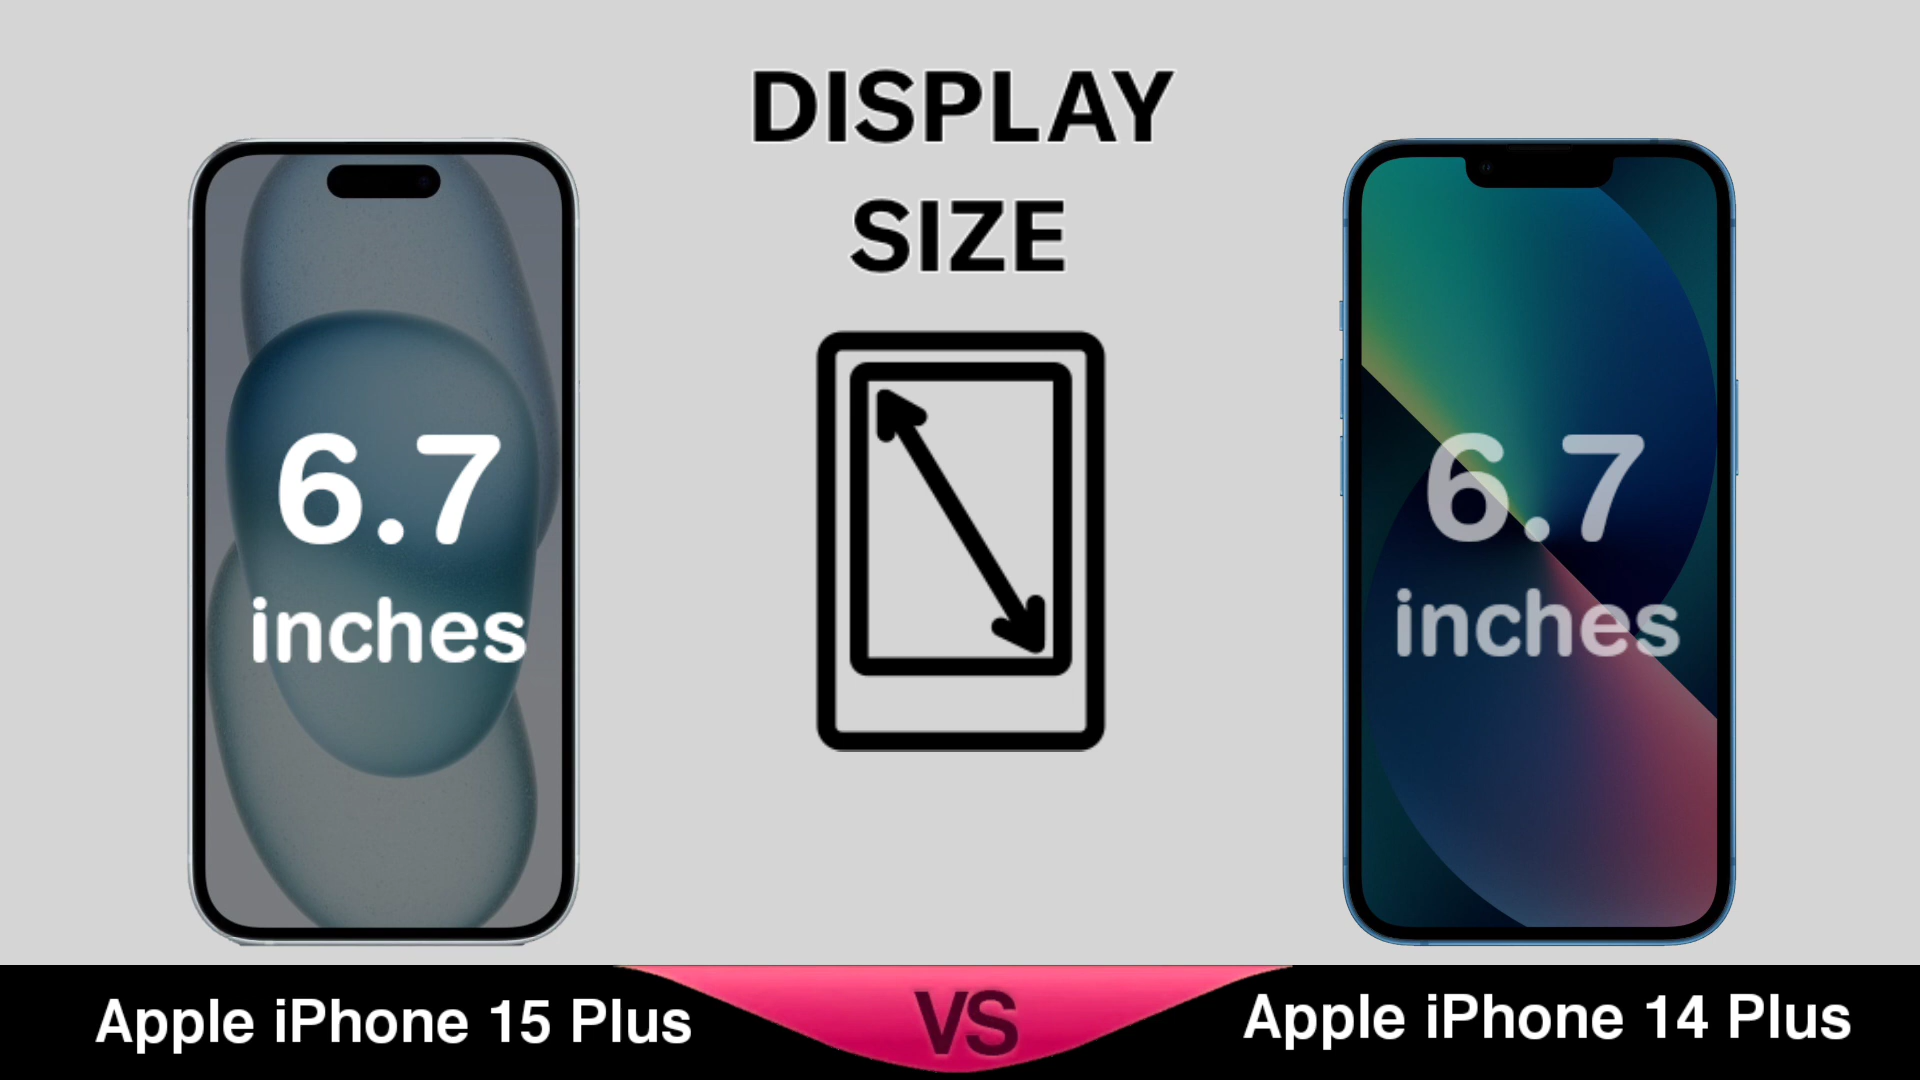 DISPLAY
SIZE
6.7
inches
6.7
inches
Apple iPhone 15 Plus
VS
Apple iPhone 14 Plus